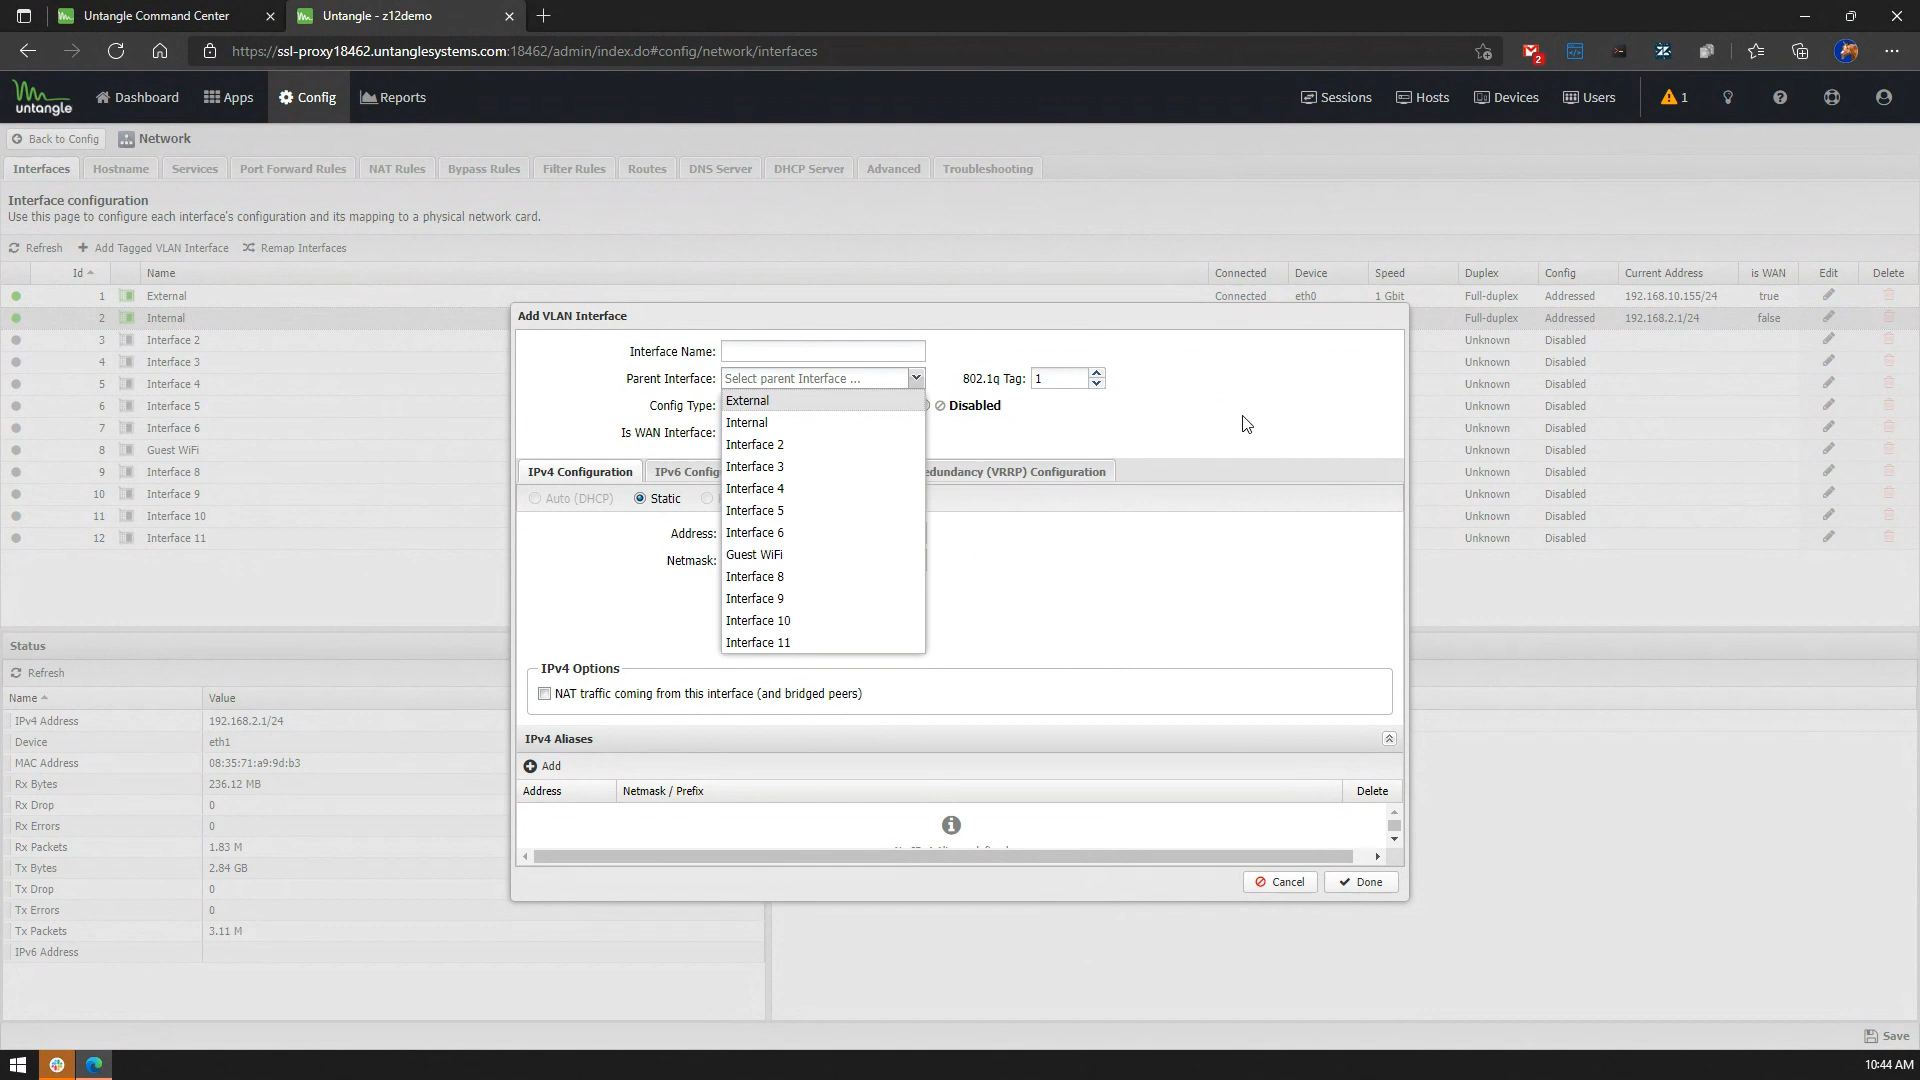 Untangle Command Center
Untangle - z12demo
https://ssl-proxy18462.untanglesystems.com:18462/admin/index.do#config/network/interfaces
2
untangle
Dashboard
Apps
Config
Reports
Sessions
Hosts
Devices
Users
1
Back to Config
Network
Interfaces
Hostname
Services
Port Forward Rules
NAT Rules
Bypass Rules
Filter Rules
Routes
DNS Server
DHCP Server
Advanced
Troubleshooting
Interface configuration
Use this page to configure each interface's configuration and its mapping to a physical network card.
Refresh
Add Tagged VLAN Interface
Remap Interfaces
Id Name Connected Device Speed Duplex Config Current Address is WAN Edit Delete
1 External Connected eth0 1 Gbit Full-duplex Addressed 192.168.10.155/24 true
2 Internal Full-duplex Addressed 192.168.2.1/24 false
3 Interface 2 Unknown Disabled
4 Interface 3 Unknown Disabled
5 Interface 4 Unknown Disabled
6 Interface 5 Unknown Disabled
7 Interface 6 Unknown Disabled
8 Guest WiFi Unknown Disabled
9 Interface 8 Unknown Disabled
10 Interface 9 Unknown Disabled
11 Interface 10 Unknown Disabled
12 Interface 11 Unknown Disabled
Add VLAN Interface
Interface Name:
Parent Interface: Select parent Interface ... 802.1q Tag: 1
Config Type: Disabled
Is WAN Interface:
External
Internal
Interface 2
Interface 3
Interface 4
Interface 5
Interface 6
Guest WiFi
Interface 8
Interface 9
Interface 10
Interface 11
IPv4 Configuration
IPv6 Config
edundancy (VRRP) Configuration
Auto (DHCP)
Static
Address:
Netmask:
IPv4 Options
NAT traffic coming from this interface (and bridged peers)
IPv4 Aliases
Add
Address Netmask / Prefix Delete
Cancel
Done
Status
Refresh
Name Value
IPv4 Address 192.168.2.1/24
Device eth1
MAC Address 08:35:71:a9:9d:b3
Rx Bytes 236.12 MB
Rx Drop 0
Rx Errors 0
Rx Packets 1.83 M
Tx Bytes 2.84 GB
Tx Drop 0
Tx Errors 0
Tx Packets 3.11 M
IPv6 Address
Save
10:44 AM